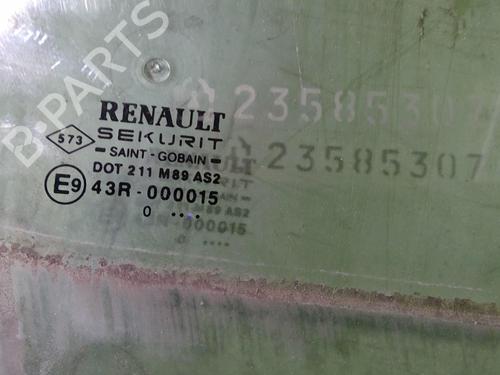 B-PARTS
RENAULT
573
SEKURIT
SAINT-GOBAIN
DOT 211 M89 AS2
E9 43R-000015
0 ....
23585307
23585307